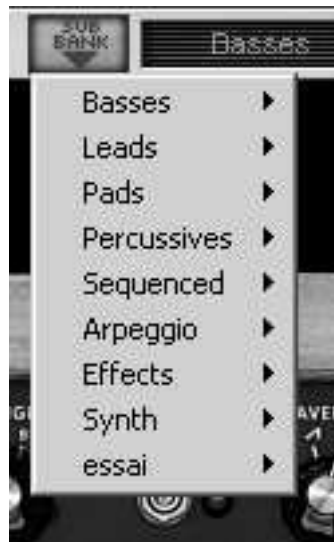 SUB
BANK
Basses
Basses
Leads
Pads
Percussives
Sequenced
Arpeggio
Effects
Synth
essai